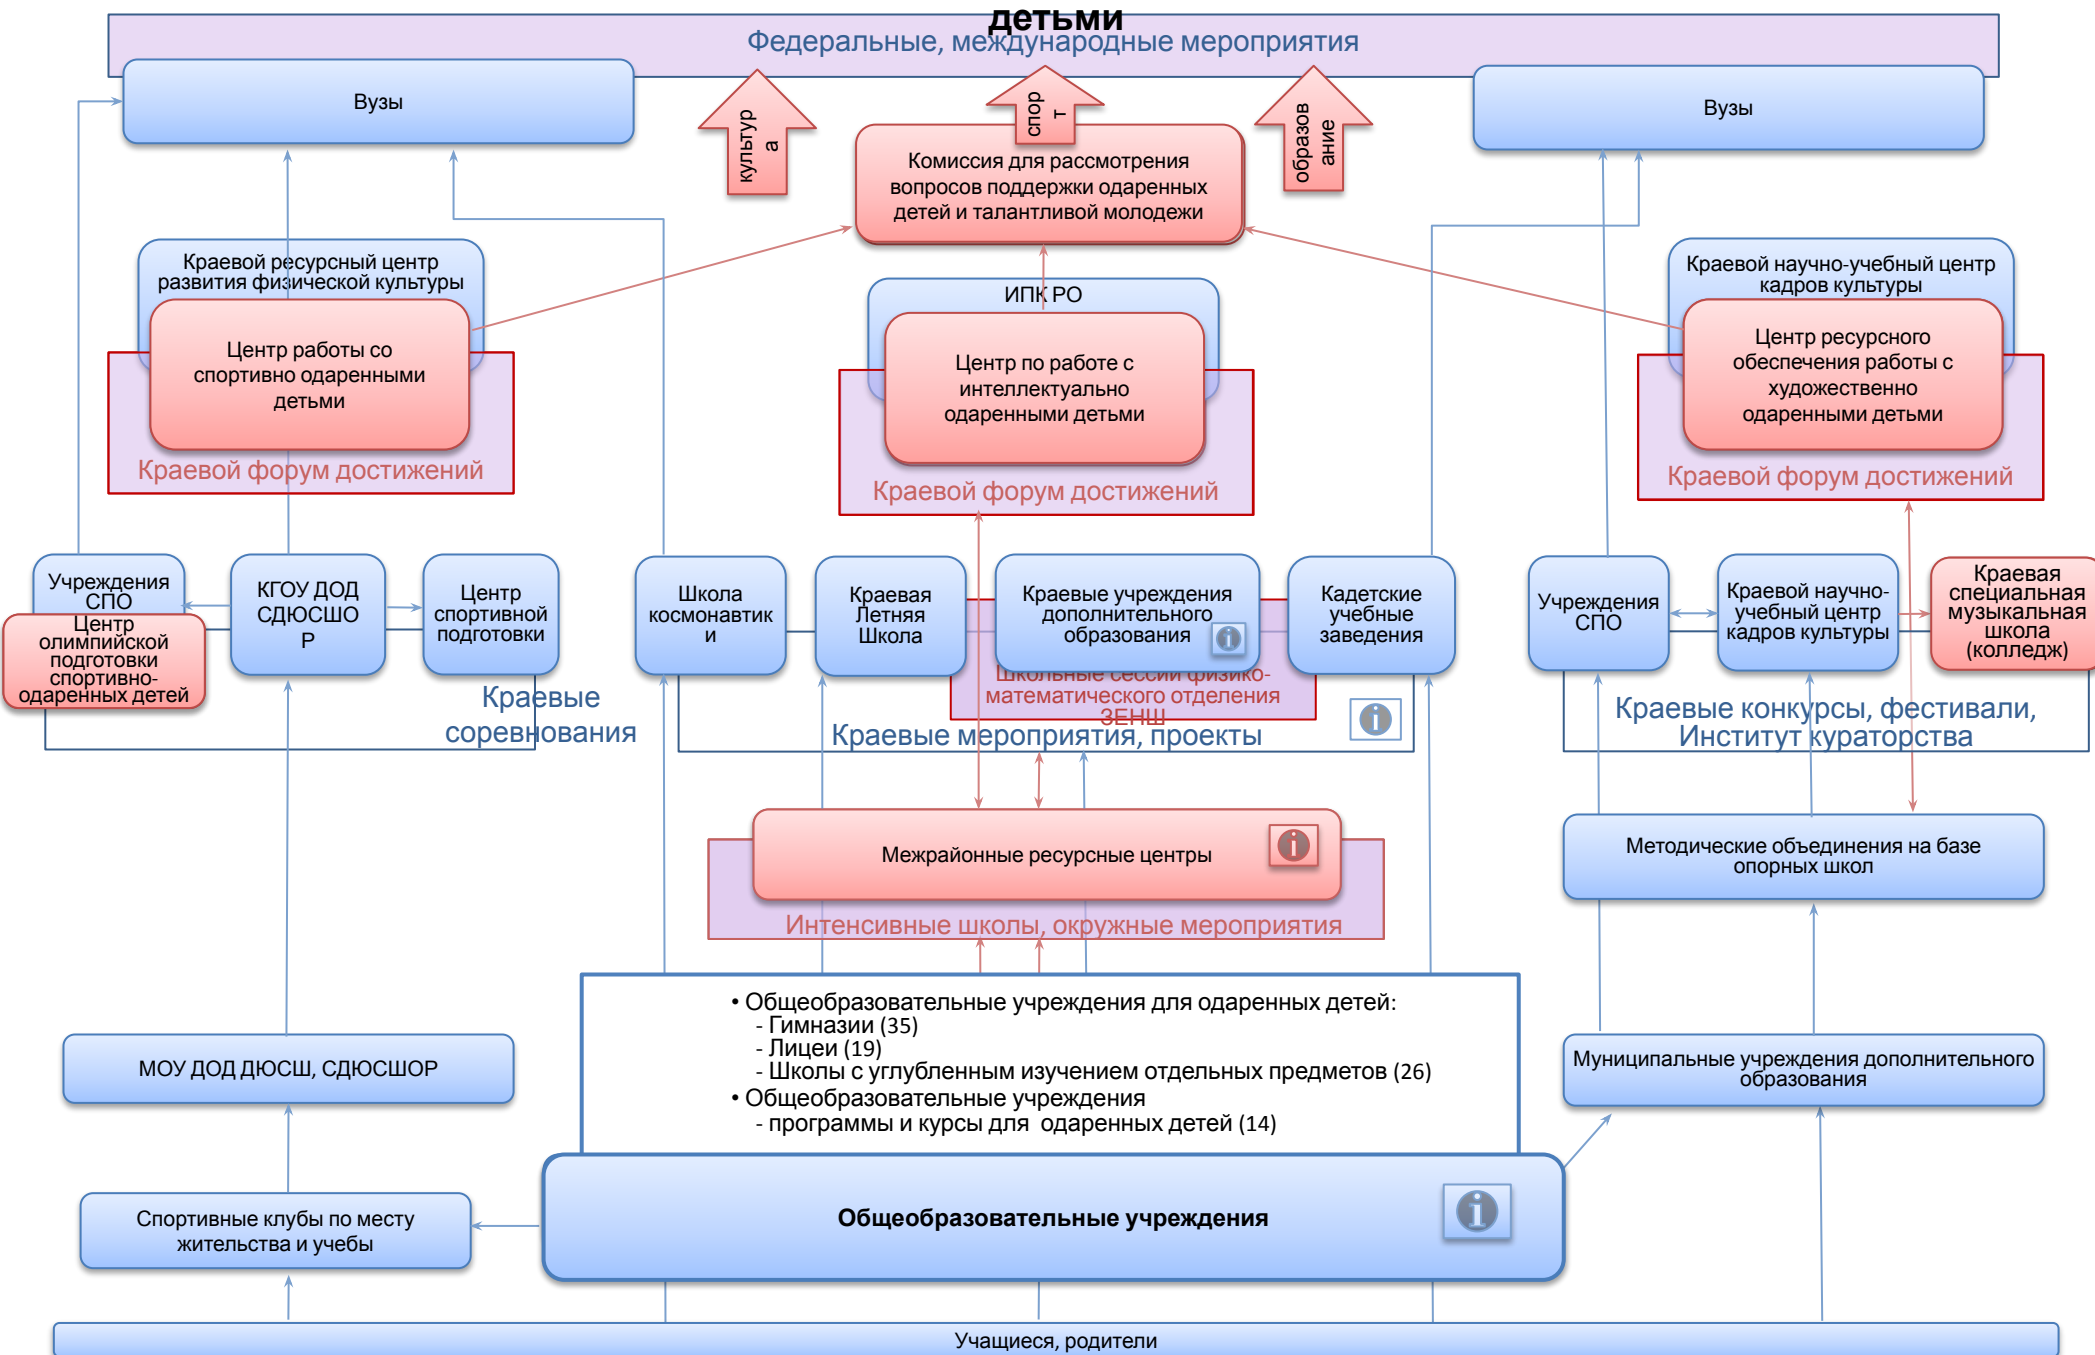 детьми
Федеральные, международные мероприятия
Вузы
Вузы
культур
а
спор
т
образов
ание
Комиссия для рассмотрения
вопросов поддержки одаренных
детей и талантливой молодежи
Краевой ресурсный центр
развития физической культуры
Центр работы со
спортивно одаренными
детьми
Краевой форум достижений
ИПК РО
Центр по работе с
интеллектуально
одаренными детьми
Краевой форум достижений
Краевой научно-учебный центр
кадров культуры
Центр ресурсного
обеспечения работы с
художественно
одаренными детьми
Краевой форум достижений
Учреждения
СПО
Центр
олимпийской
подготовки
спортивно-
одаренных детей
КГОУ ДОД
СДЮСШО
Р
Центр
спортивной
подготовки
Краевые
соревнования
Школа
космонавтик
и
Краевая
Летняя
Школа
Краевые учреждения
дополнительного
образования
Кадетские
учебные
заведения
Школьные сессии физико-
математического отделения
ЗЕНШ
Краевые мероприятия, проекты
Учреждения
СПО
Краевой научно-
учебный центр
кадров культуры
Краевая
специальная
музыкальная
школа
(колледж)
Краевые конкурсы, фестивали,
Институт кураторства
Межрайонные ресурсные центры
Интенсивные школы, окружные мероприятия
Методические объединения на базе
опорных школ
• Общеобразовательные учреждения для одаренных детей:
- Гимназии (35)
- Лицеи (19)
- Школы с углубленным изучением отдельных предметов (26)
• Общеобразовательные учреждения
- программы и курсы для одаренных детей (14)
МОУ ДОД ДЮСШ, СДЮСШОР
Муниципальные учреждения дополнительного
образования
Спортивные клубы по месту
жительства и учебы
Общеобразовательные учреждения
Учащиеся, родители